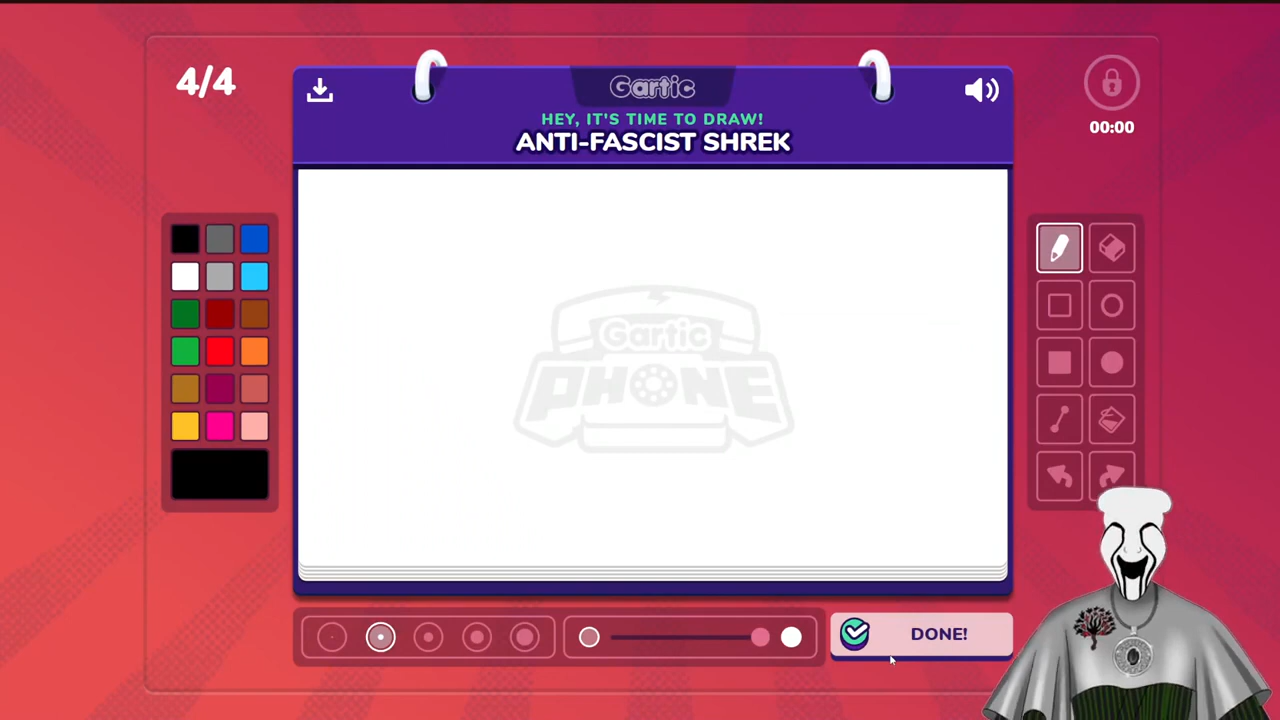 4/4
Gartic
HEY, IT'S TIME TO DRAW!
ANTI-FASCIST SHREK
00:00
Gartic
PHONE
DONE!